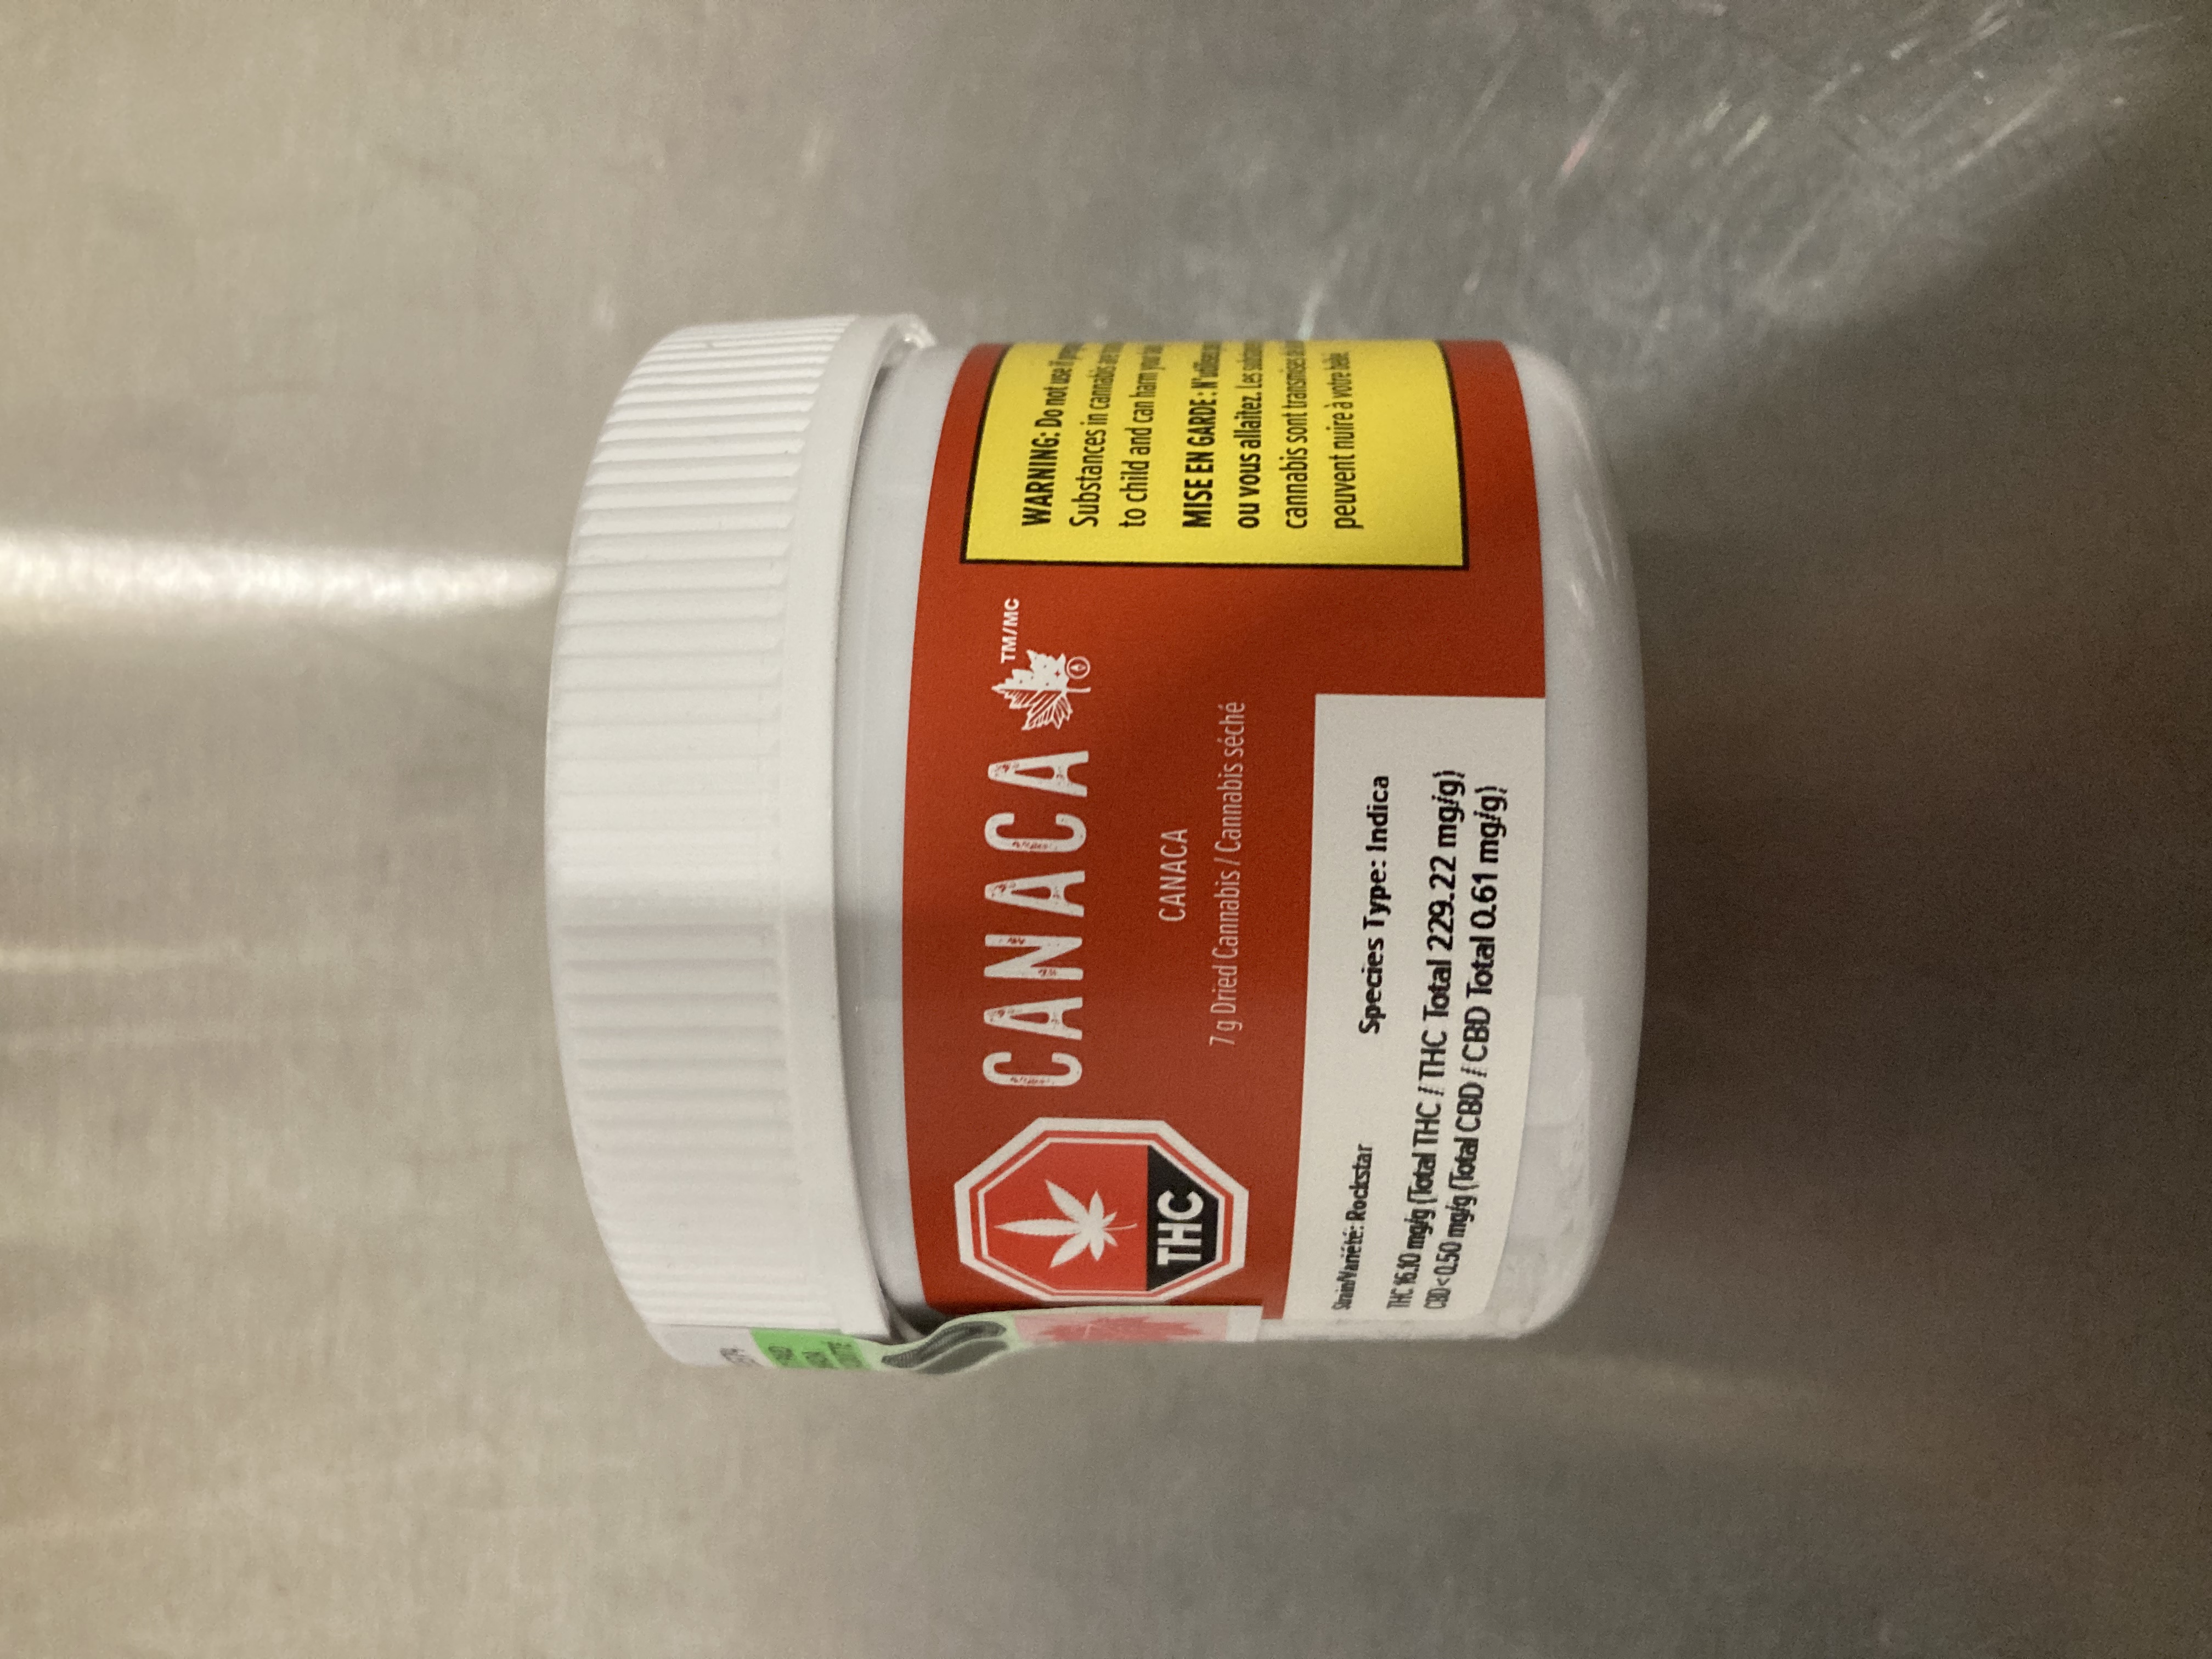 THC
CANACA TM/MC
CANACA
7 g Dried Cannabis / Cannabis séché
Strain/Variété: Rockstar
Species Type: Indica
THC 16.10 mg/g (Total THC / THC Total 229.22 mg/g)
CBD < 0.50 mg/g (Total CBD / CBD Total 0.61 mg/g)
WARNING: Do not use if
Substances in cannabis are
to child and can harm your
MISE EN GARDE : N'utilisez
ou vous allaitez. Les
cannabis sont transmises
peuvent nuire à votre bébé.